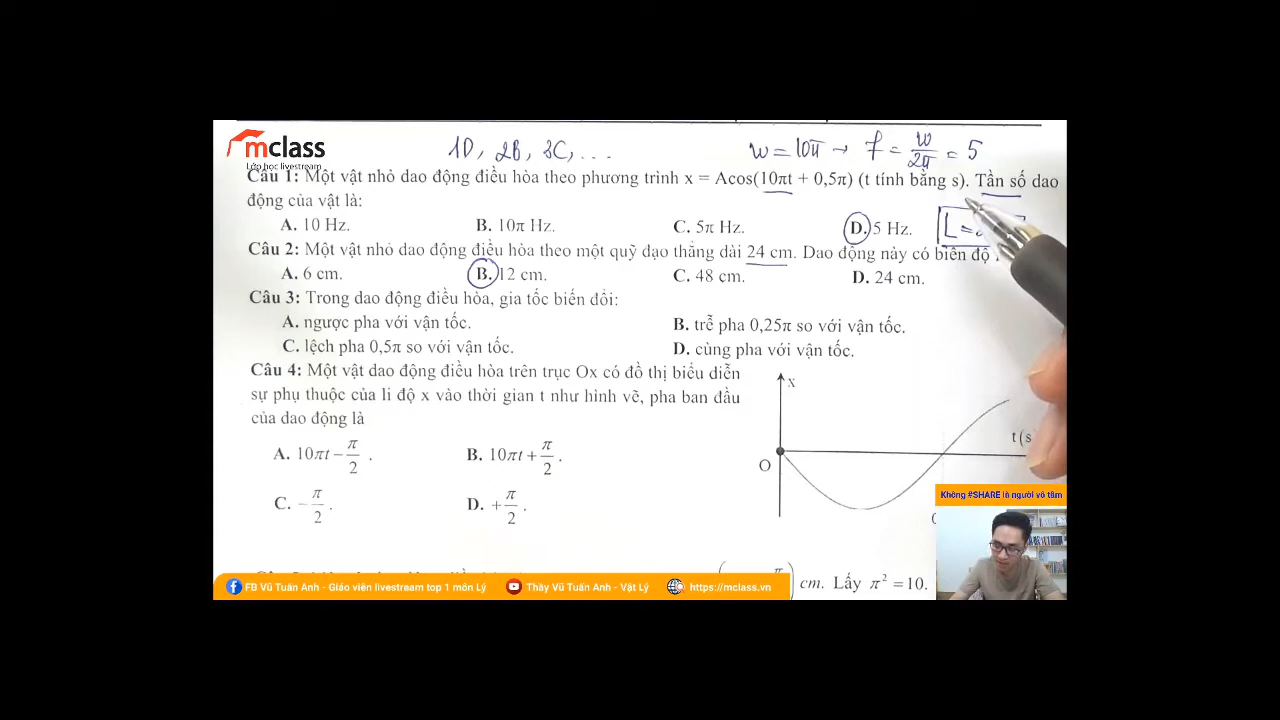 mclass
Lớp học livestream
1D, 2B, 3C, ...
w = 10π → f = w/2π = 5
Câu 1: Một vật nhỏ dao động điều hòa theo phương trình x = Acos(10πt + 0,5π) (t tính bằng s). Tần số dao
động của vật là:
A. 10 Hz. B. 10π Hz. C. 5π Hz. D. 5 Hz.
L =
Câu 2: Một vật nhỏ dao động điều hòa theo một quỹ đạo thẳng dài 24 cm. Dao động này có biên độ
A. 6 cm. B. 12 cm. C. 48 cm. D. 24 cm.
Câu 3: Trong dao động điều hòa, gia tốc biến đổi:
A. ngược pha với vận tốc. B. trễ pha 0,25π so với vận tốc.
C. lệch pha 0,5π so với vận tốc. D. cùng pha với vận tốc.
Câu 4: Một vật dao động điều hòa trên trục Ox có đồ thị biểu diễn
sự phụ thuộc của li độ x vào thời gian t như hình vẽ, pha ban đầu
của dao động là
A. 10πt − π/2 . B. 10πt + π/2 .
C. − π/2 . D. + π/2 .
x
t(s
O
Không #SHARE là người vô tâm
cm. Lấy π² = 10.
FB Vũ Tuấn Anh - Giáo viên livestream top 1 môn Lý
Thầy Vũ Tuấn Anh - Vật Lý
https://mclass.vn